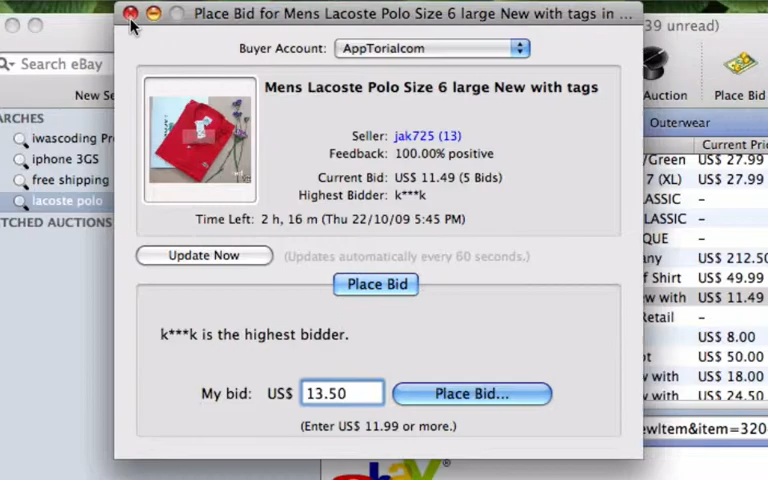 Place Bid for Mens Lacoste Polo Size 6 large New with tags in ...
39 unread)
Buyer Account: AppTorialcom
Search eBay
New Se
Auction
Place Bid
Mens Lacoste Polo Size 6 large New with tags
ARCHES
Outerwear
iwascoding Pr
iphone 3GS
free shipping
lacoste polo
TCHED AUCTIONS
Seller: jak725 (13)
Feedback: 100.00% positive
Current Bid: US$ 11.49 (5 Bids)
Highest Bidder: k***k
Time Left: 2 h, 16 m (Thu 22/10/09 5:45 PM)
Update Now (Updates automatically every 60 seconds.)
Place Bid
k***k is the highest bidder.
My bid: US$ 13.50 Place Bid...
(Enter US$ 11.99 or more.)
Current Pric
/Green US$ 27.99
7 (XL) US$ 27.99
LASSIC –
CLASSIC –
QUE –
any US$ 212.50
f Shirt US$ 49.99
ew with US$ 11.49
Retail –
US$ 8.00
ot US$ 50.00
with US$ 18.00
with US$ 24.50
ewItem&item=320